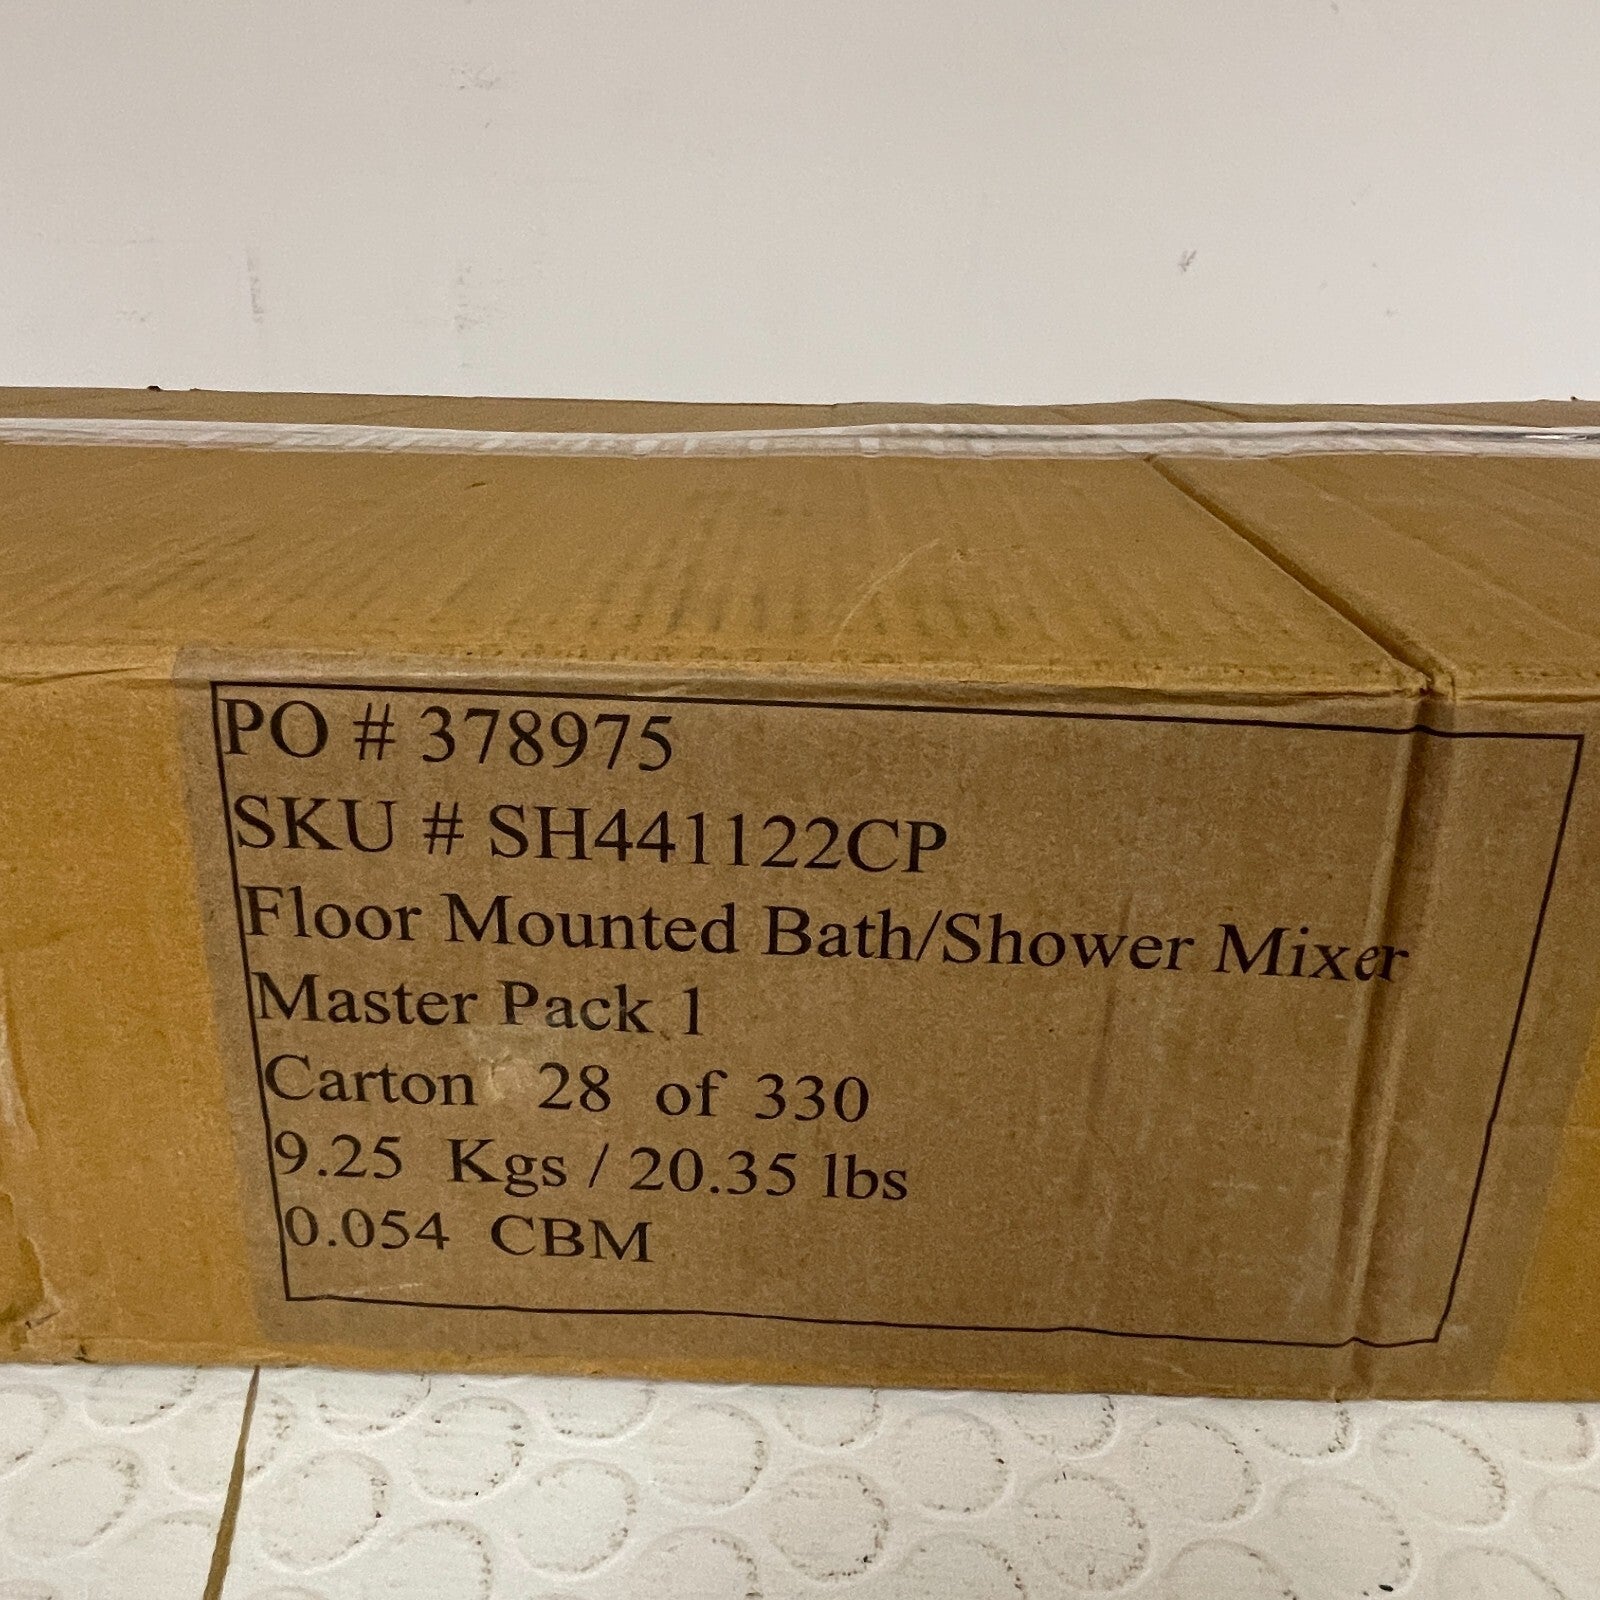 PO # 378975
SKU # SH441122CP
Floor Mounted Bath/Shower Mixer
Master Pack 1
Carton 28 of 330
9.25 Kgs / 20.35 lbs
0.054 CBM